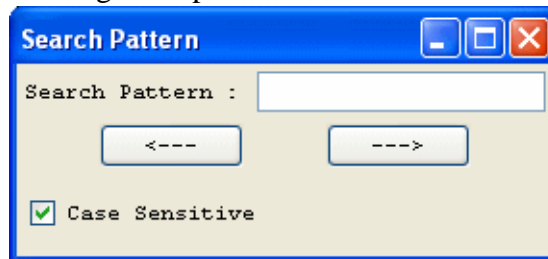 Search Pattern
Search Pattern :
<--- --->
Case Sensitive